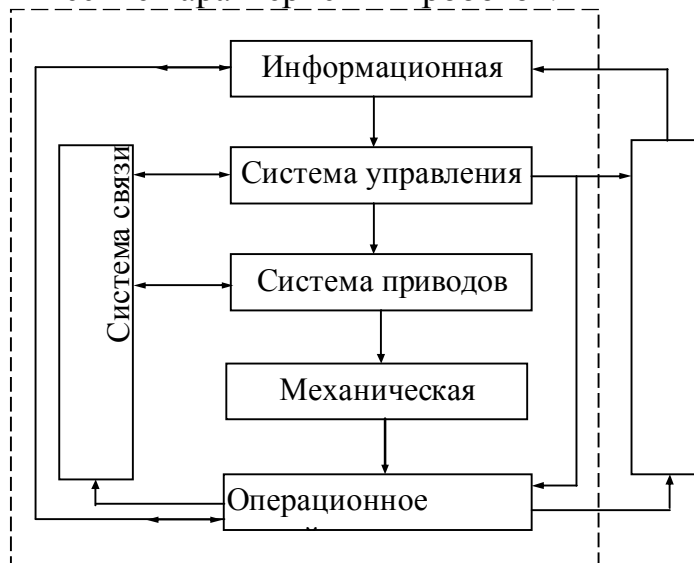 Информационная
Система управления
Система связи
Система приводов
Механическая
Операционное